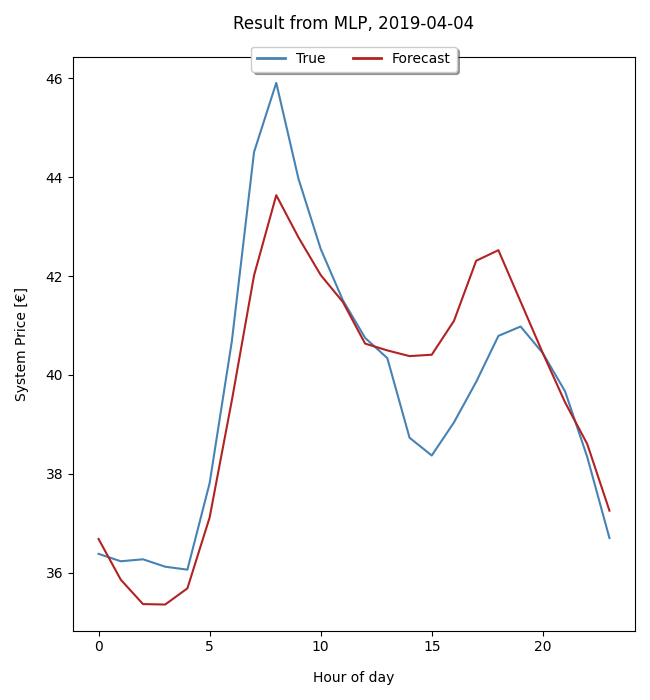 Result from MLP, 2019-04-04
True Forecast
46
44
42
40
38
36
System Price [€]
0 5 10 15 20
Hour of day